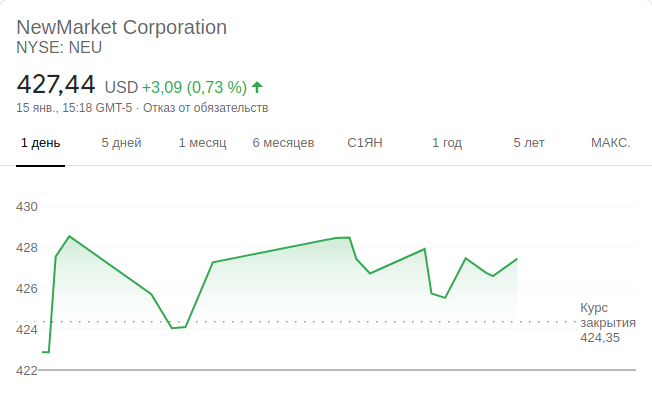 NewMarket Corporation
NYSE: NEU
427,44 USD +3,09 (0,73 %)
15 янв., 15:18 GMT-5 · Отказ от обязательств
1 день 5 дней 1 месяц 6 месяцев С1ЯН 1 год 5 лет МАКС.
430
428
426
424
422
Курс
закрытия
424,35